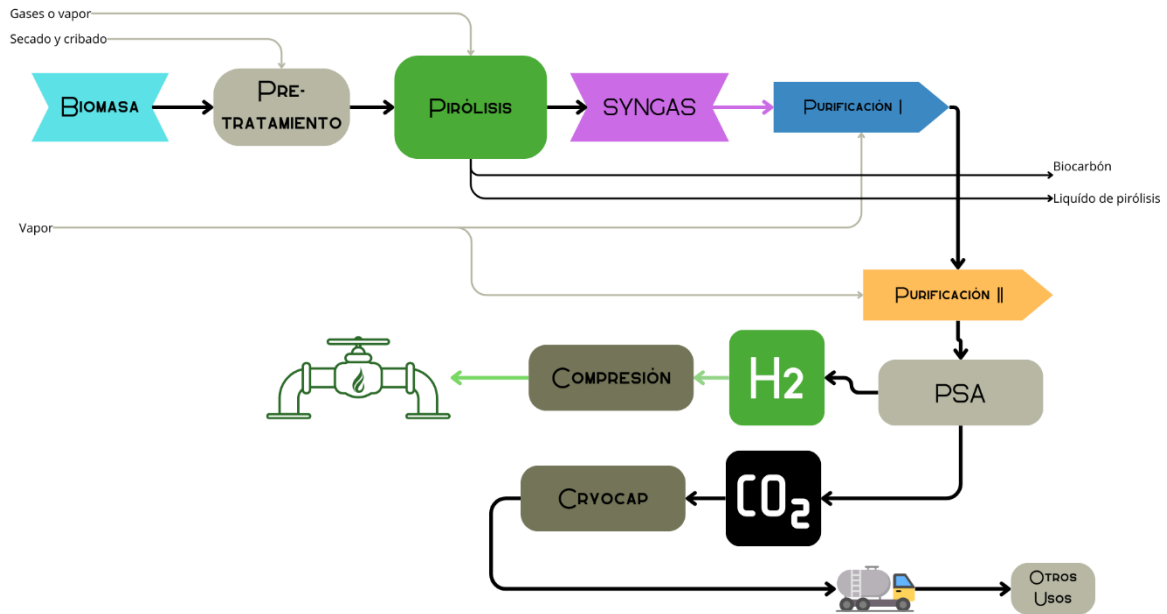 Gases o vapor
Secado y cribado
BIOMASA
PRE-
TRATAMIENTO
PIRÓLISIS
SYNGAS
PURIFICACIÓN I
Biocarbón
Liquído de pirólisis
Vapor
PURIFICACIÓN II
COMPRESIÓN
H2
PSA
CRYOCAP
CO₂
OTROS
USOS